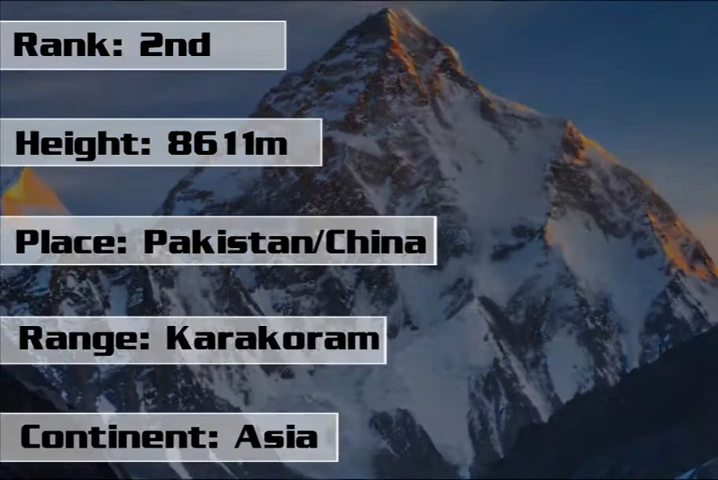 Rank: 2nd
Height: 8611m
Place: Pakistan/China
Range: Karakoram
Continent: Asia